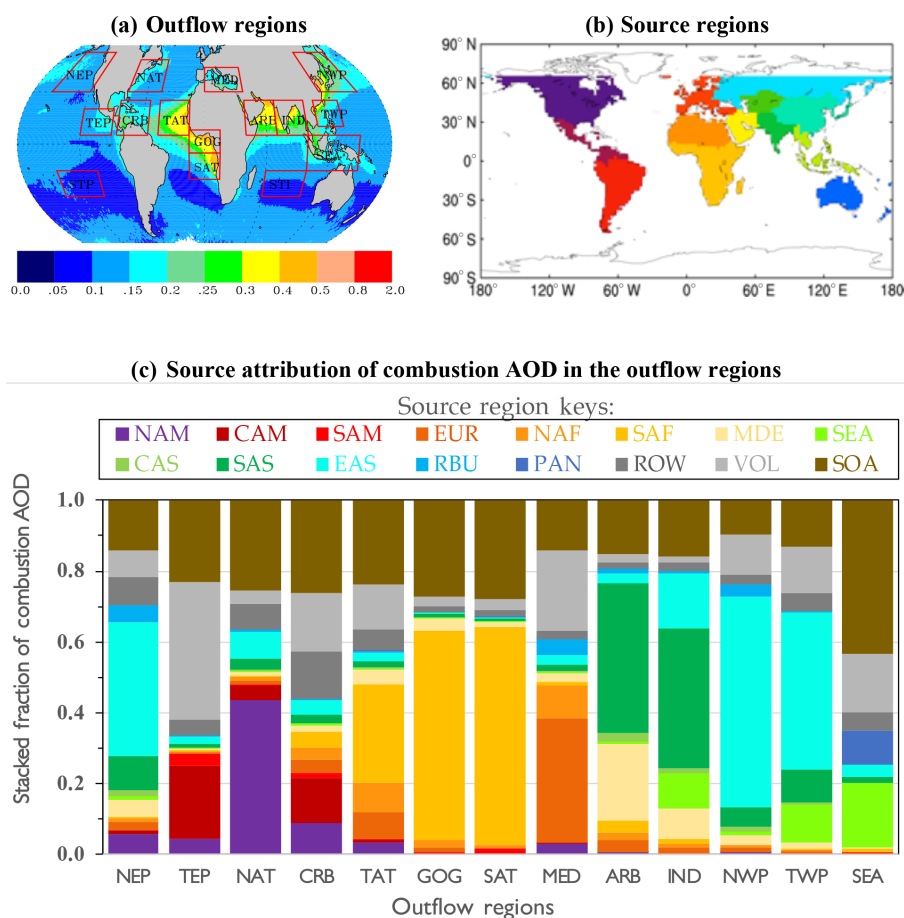 (a) Outflow regions
(b) Source regions
NEP NAT MED NWP
TEP CRB TAT ARB IND TWP
GOG
SAT SEA
STP STI
0.0 .05 0.1 .15 0.2 .25 0.3 0.4 0.5 0.8 2.0
90°N
60°N
30°N
0°
30°S
60°S
90°S
180° 120°W 60°W 0° 60°E 120°E 180°
(c) Source attribution of combustion AOD in the outflow regions
Source region keys:
NAM CAM SAM EUR NAF SAF MDE SEA
CAS SAS EAS RBU PAN ROW VOL SOA
Stacked fraction of combustion AOD
1.0
0.8
0.6
0.4
0.2
0.0
NEP TEP NAT CRB TAT GOG SAT MED ARB IND NWP TWP SEA
Outflow regions